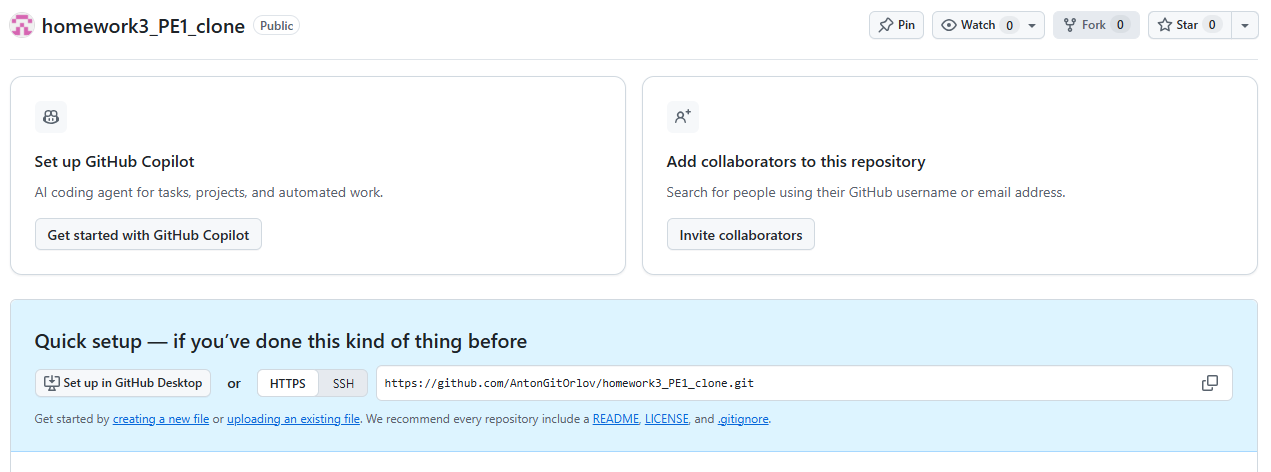 homework3_PE1_clone Public Pin Watch 0 Fork 0 Star 0
Set up GitHub Copilot
AI coding agent for tasks, projects, and automated work.
Get started with GitHub Copilot
Add collaborators to this repository
Search for people using their GitHub username or email address.
Invite collaborators
Quick setup — if you’ve done this kind of thing before
Set up in GitHub Desktop or HTTPS SSH https://github.com/AntonGitOrlov/homework3_PE1_clone.git
Get started by creating a new file or uploading an existing file. We recommend every repository include a README, LICENSE, and .gitignore.